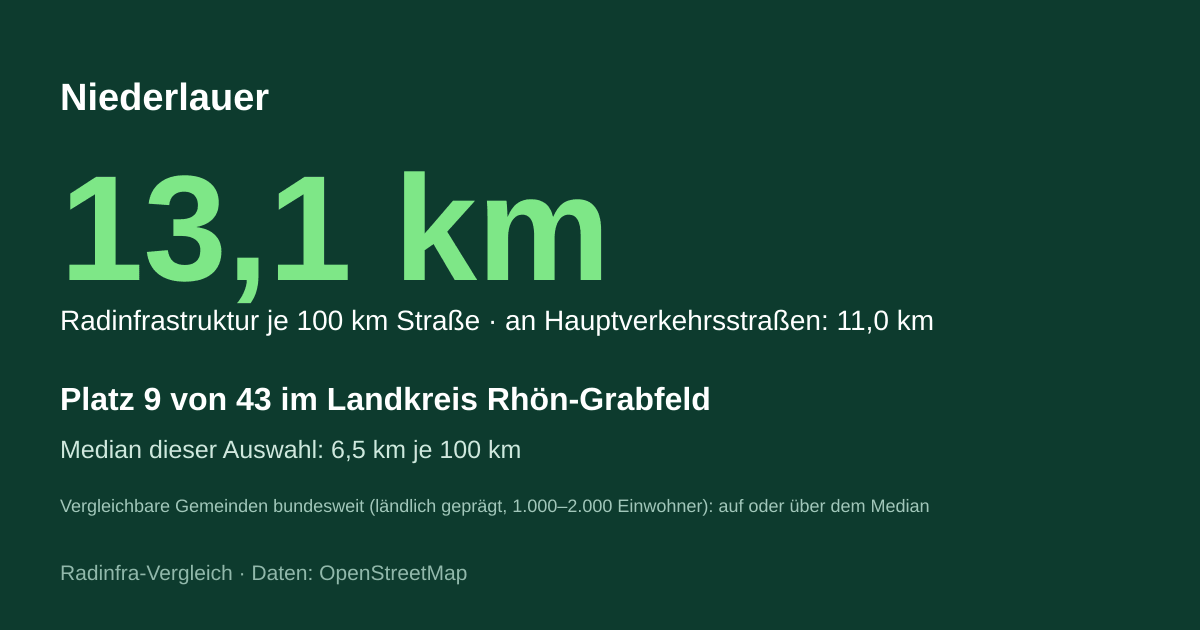 Niederlauer
13,1 km
Radinfrastruktur je 100 km Straße · an Hauptverkehrsstraßen: 11,0 km
Platz 9 von 43 im Landkreis Rhön-Grabfeld
Median dieser Auswahl: 6,5 km je 100 km
Vergleichbare Gemeinden bundesweit (ländlich geprägt, 1.000–2.000 Einwohner): auf oder über dem Median
Radinfra-Vergleich · Daten: OpenStreetMap